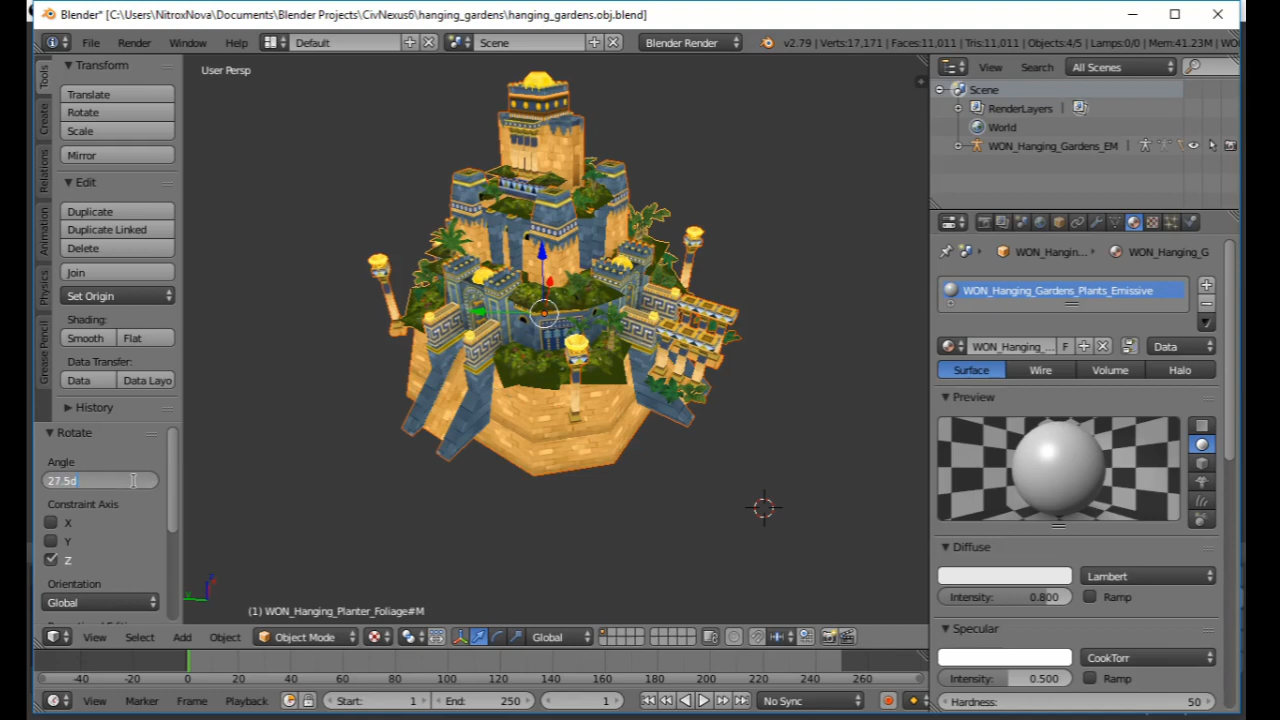 Blender* [C:\Users\NitroxNova\Documents\Blender Projects\CivNexus6\hanging_gardens\hanging_gardens.obj.blend]
File Render Window Help Default Scene Blender Render v2.79 | Verts:17,171 | Faces:11,011 | Tris:11,011 | Objects:4/5 | Lamps:0/0 | Mem:41.23M | WO
Tools
Create
Relations
Animation
Physics
Grease Pencil
Transform
Translate
Rotate
Scale
Mirror
Edit
Duplicate
Duplicate Linked
Delete
Join
Set Origin
Shading:
Smooth Flat
Data Transfer:
Data Data Layo
History
Rotate
Angle
27.5d
Constraint Axis
X
Y
Z
Orientation
Global
User Persp
(1) WON_Hanging_Planter_Foliage#M
View Select Add Object Object Mode Global
-40 -20 0 20 40 60 80 100 120 140 160 180 200 220 240 260
View Marker Frame Playback Start: 1 End: 250 1 No Sync
View Search All Scenes
Scene
RenderLayers
World
WON_Hanging_Gardens_EM
WON_Hangin... WON_Hanging_G
WON_Hanging_Gardens_Plants_Emissive
WON_Hanging_... F Data
Surface Wire Volume Halo
Preview
Diffuse
Lambert
Intensity: 0.800 Ramp
Specular
CookTorr
Intensity: 0.500 Ramp
Hardness: 50